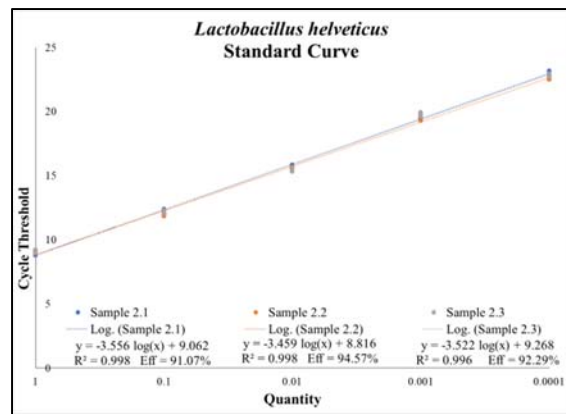 Lactobacillus helveticus
Standard Curve
25
20
15
10
5
0
Cycle Threshold
Sample 2.1 Sample 2.2 Sample 2.3
Log. (Sample 2.1) Log. (Sample 2.2) Log. (Sample 2.3)
y = -3.556 log(x) + 9.062 y = -3.459 log(x) + 8.816 y = -3.522 log(x) + 9.268
R² = 0.998 Eff = 91.07% R² = 0.998 Eff = 94.57% R² = 0.996 Eff = 92.29%
1 0.1 0.01 0.001 0.0001
Quantity